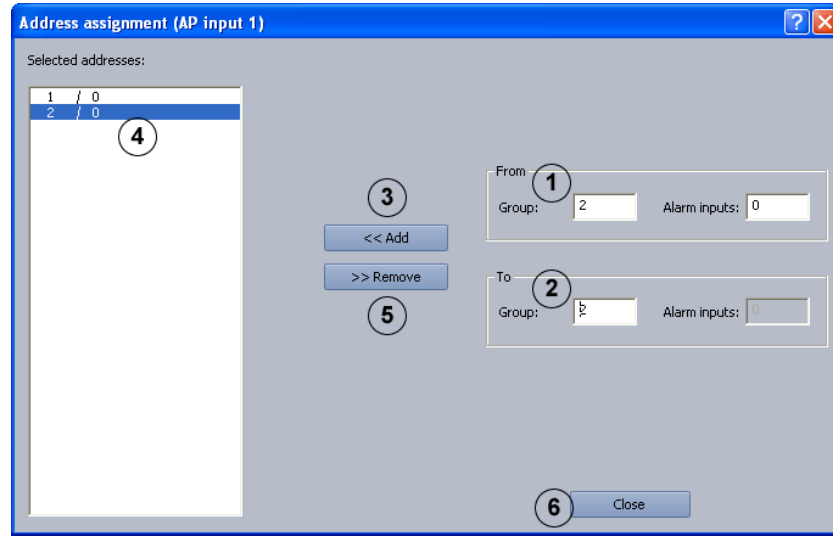 Address assignment (AP input 1)
Selected addresses:
1 / 0
2 / 0
4
3
<< Add
>> Remove
5
From
1
Group: 2 Alarm inputs: 0
To
2
Group: Alarm inputs: 0
6
Close